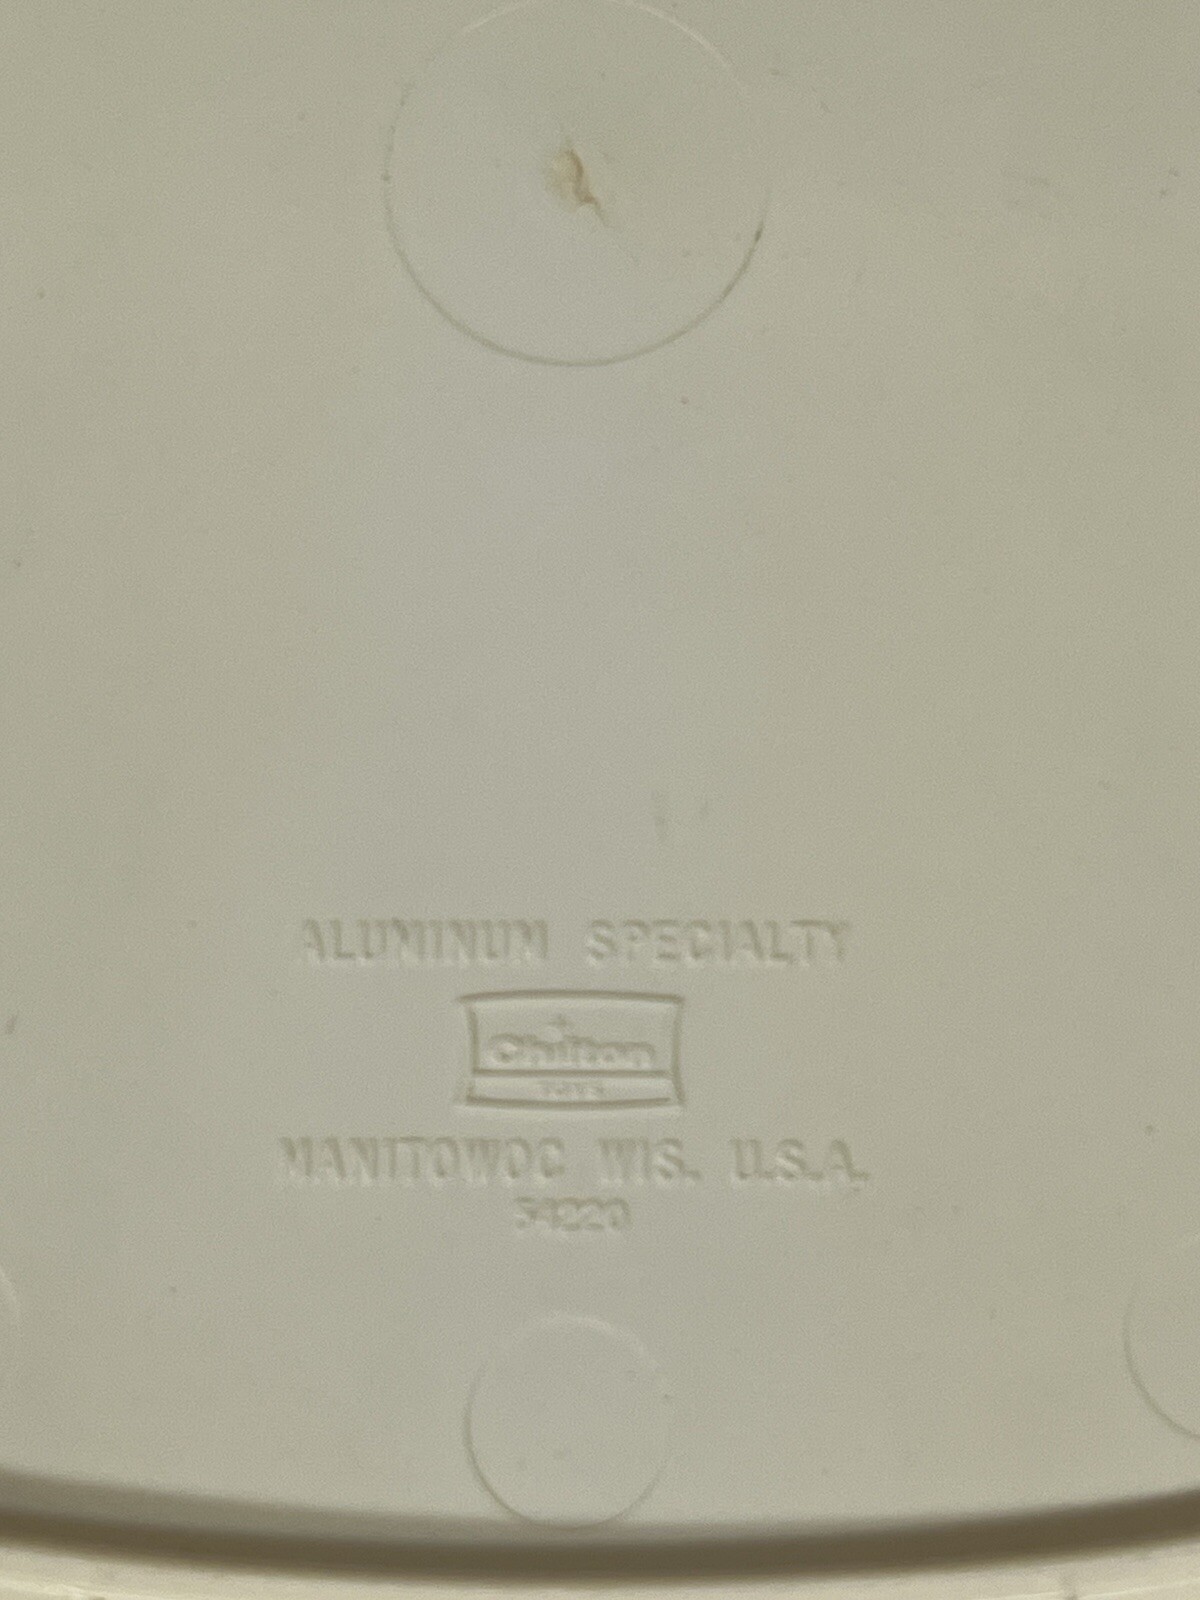 ALUMINUM SPECIALTY
Chilton
TOYS
MANITOWOC WIS. U.S.A.
54220